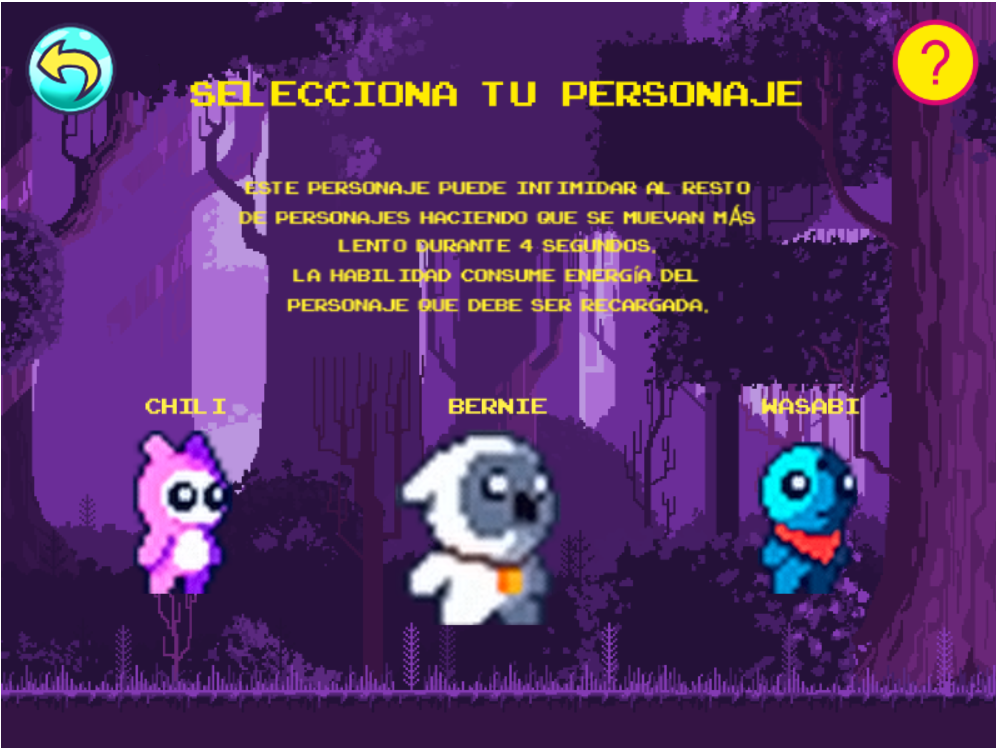 ?
SELECCIONA TU PERSONAJE
ESTE PERSONAJE PUEDE INTIMIDAR AL RESTO
DE PERSONAJES HACIENDO QUE SE MUEVAN MÁS
LENTO DURANTE 4 SEGUNDOS.
LA HABILIDAD CONSUME ENERGíA DEL
PERSONAJE QUE DEBE SER RECARGADA.
CHILI BERNIE WASABI